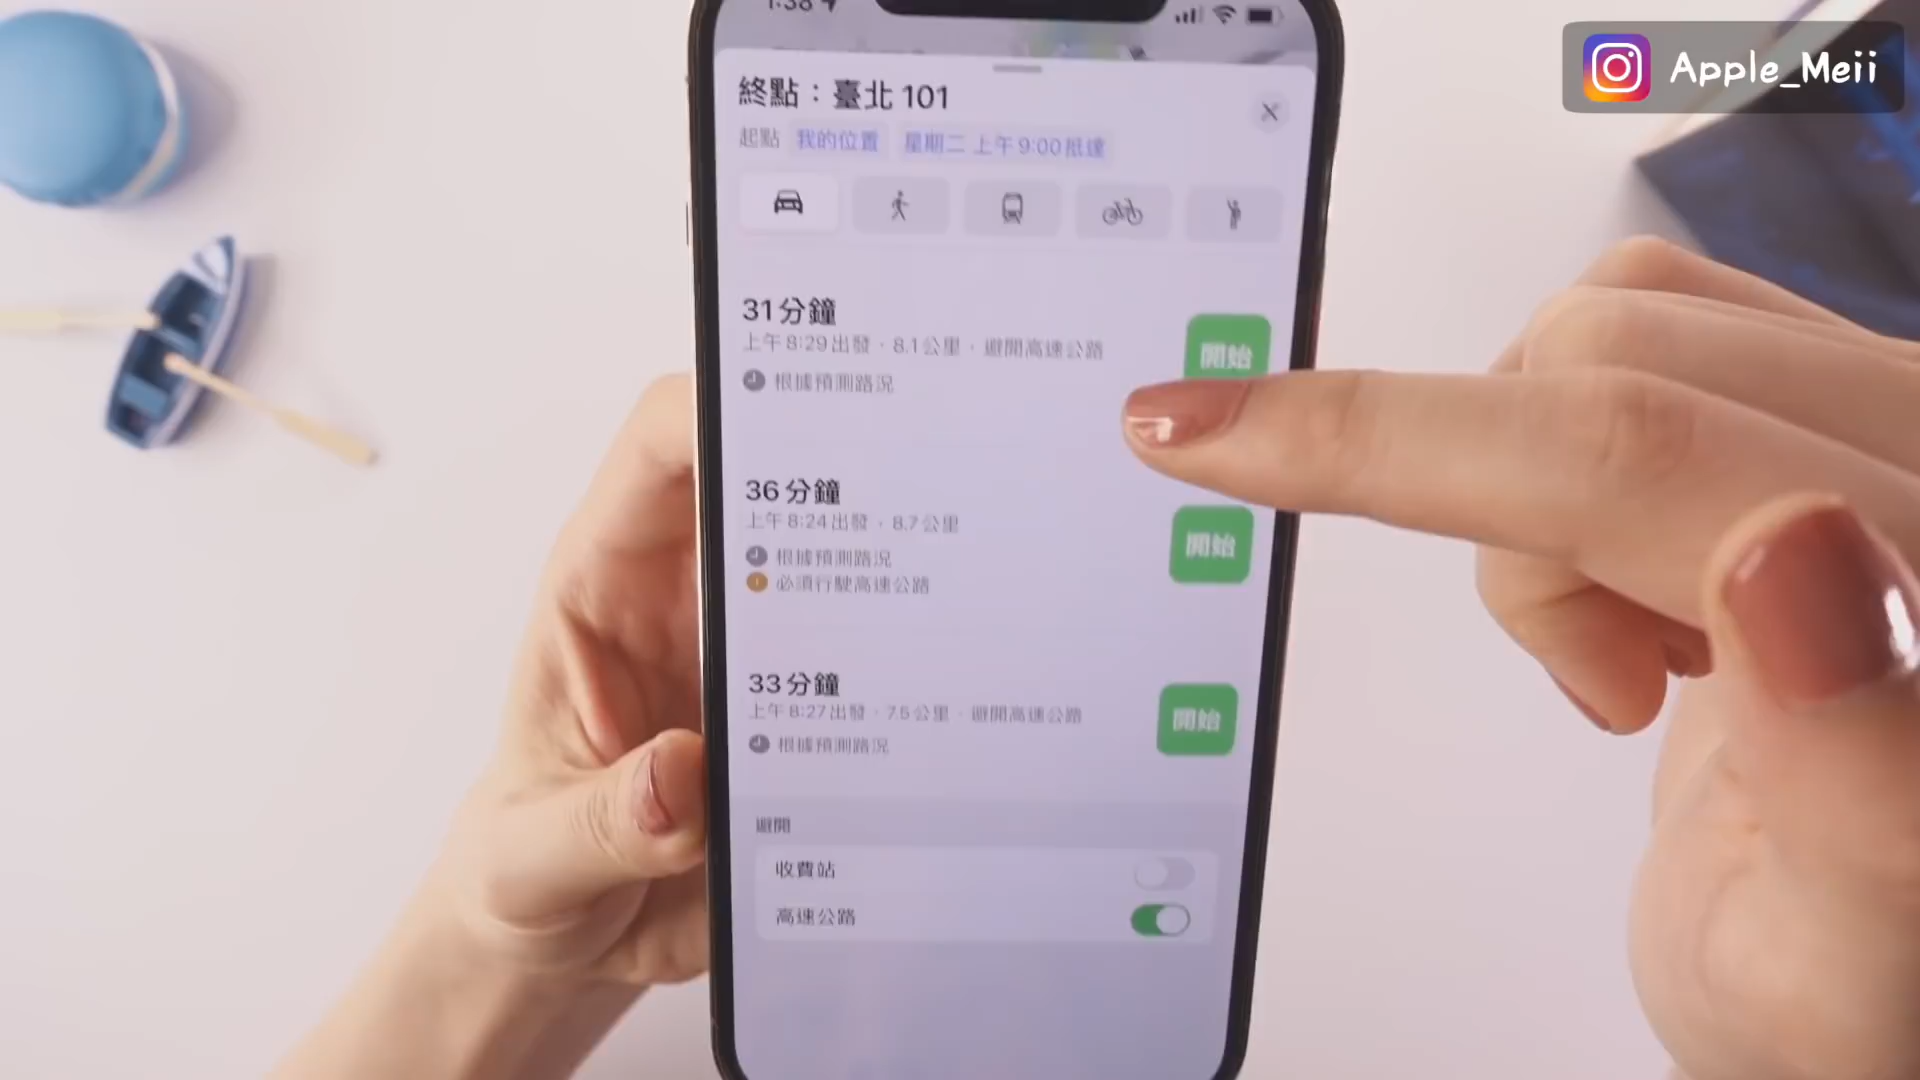 1:38
Apple_Meii
終點：臺北 101
起點 我的位置 星期二 上午 9:00 抵達
31 分鐘
上午 8:29 出發 · 8.1 公里 · 避開高速公路
根據預測路況
開始
36 分鐘
上午 8:24 出發 · 8.7 公里
根據預測路況
必須行駛高速公路
開始
33 分鐘
上午 8:27 出發 · 7.5 公里 · 避開高速公路
根據預測路況
開始
避開
收費站
高速公路